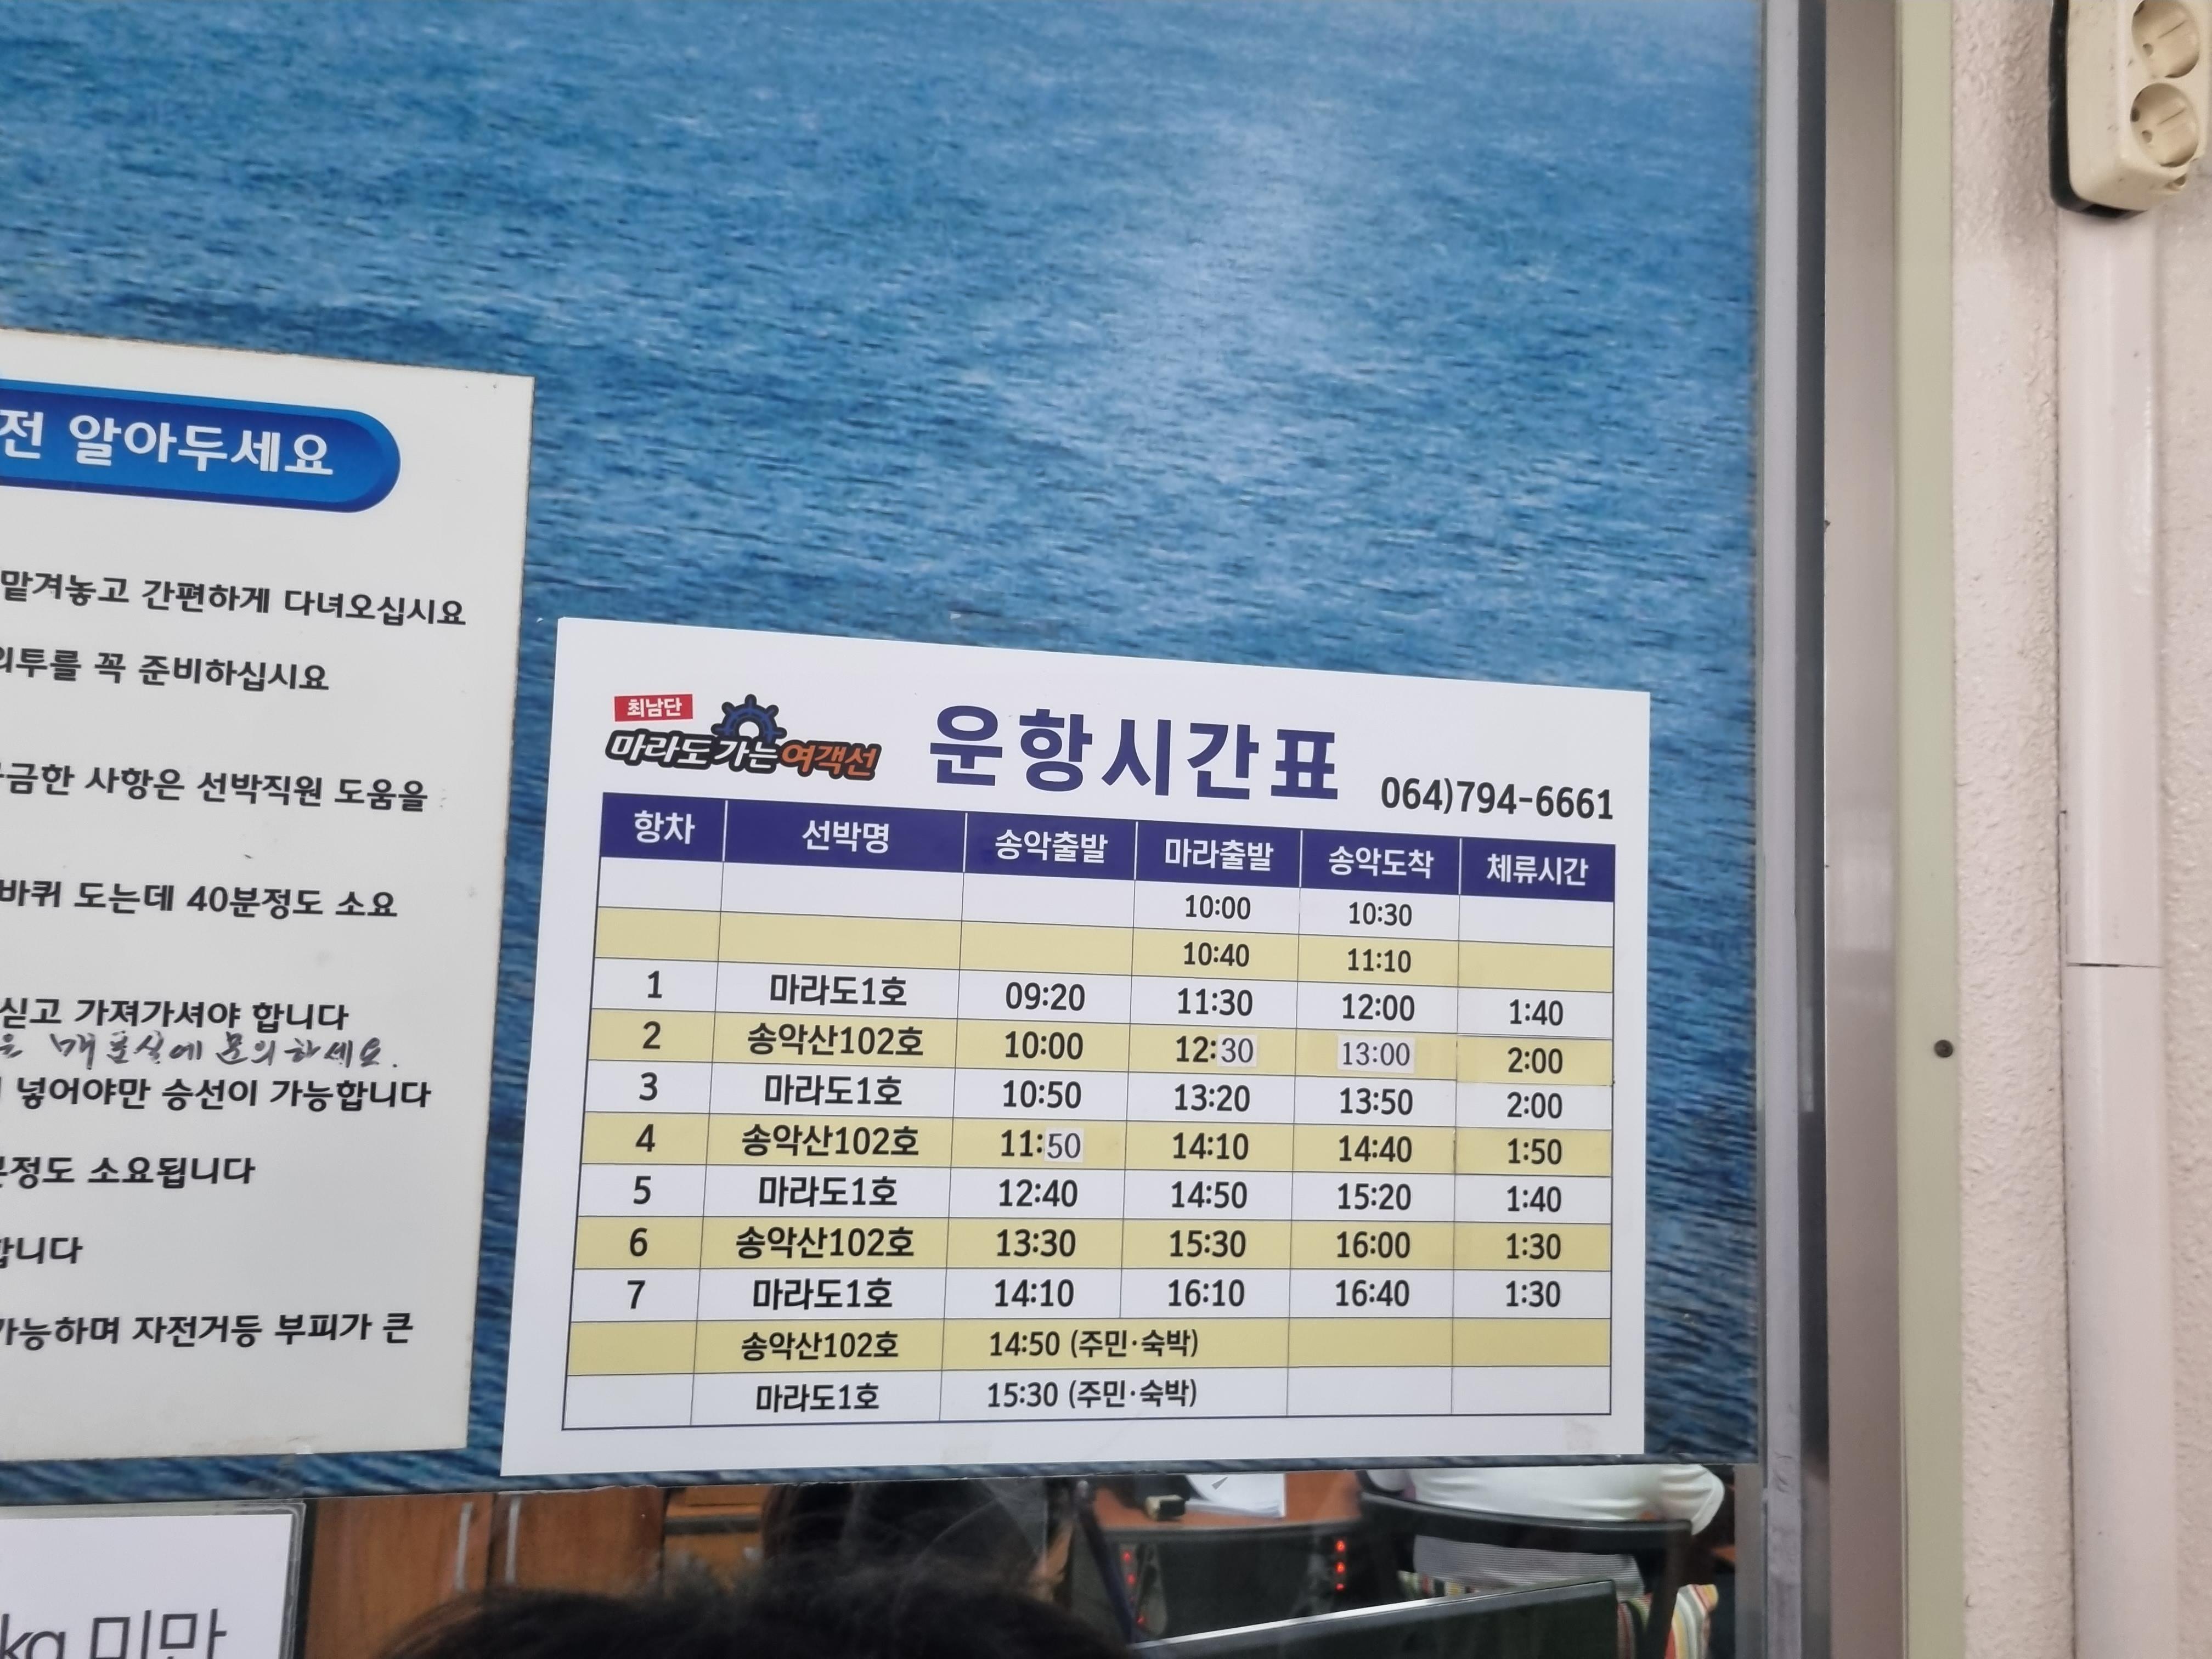 전 알아두세요
맡겨놓고 간편하게 다녀오십시요
외투를 꼭 준비하십시요
궁금한 사항은 선박직원 도움을
바퀴 도는데 40분정도 소요
싣고 가져가셔야 합니다
은 매표실에 문의하세요.
넣어야만 승선이 가능합니다
분정도 소요됩니다
합니다
가능하며 자전거등 부피가 큰
kg 미만
최남단
마라도 가는 여객선
운항시간표
064)794-6661
항차 선박명 송악출발 마라출발 송악도착 체류시간
10:00 10:30
10:40 11:10
1 마라도1호 09:20 11:30 12:00 1:40
2 송악산102호 10:00 12:30 13:00 2:00
3 마라도1호 10:50 13:20 13:50 2:00
4 송악산102호 11:50 14:10 14:40 1:50
5 마라도1호 12:40 14:50 15:20 1:40
6 송악산102호 13:30 15:30 16:00 1:30
7 마라도1호 14:10 16:10 16:40 1:30
송악산102호 14:50 (주민·숙박)
마라도1호 15:30 (주민·숙박)